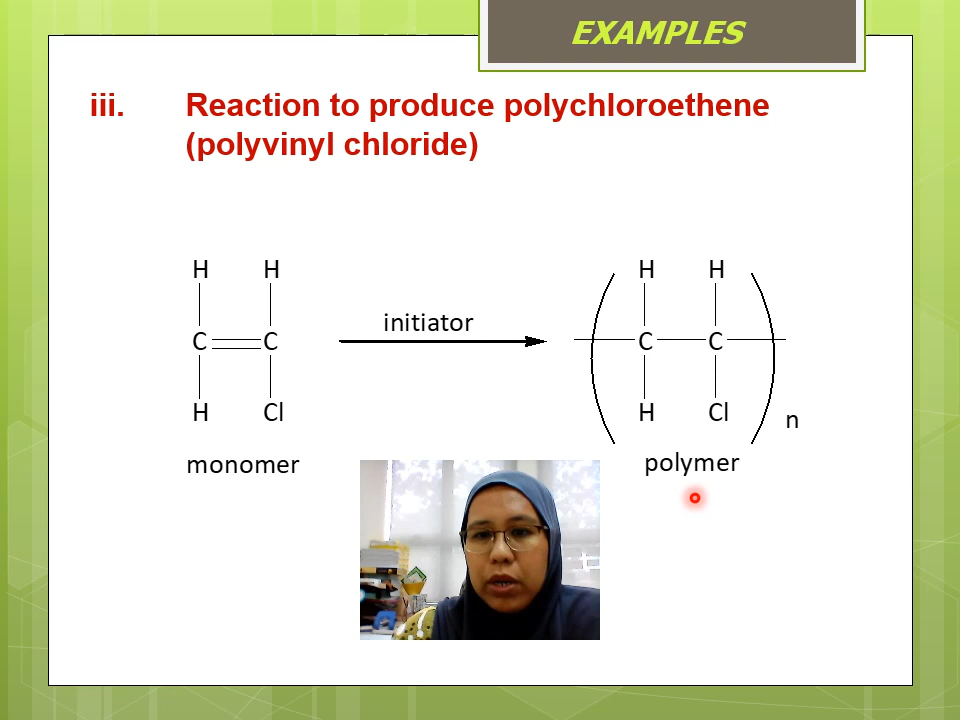 EXAMPLES
iii. Reaction to produce polychloroethene
(polyvinyl chloride)
H H H H
initiator
C C C C
H Cl H Cl n
monomer polymer